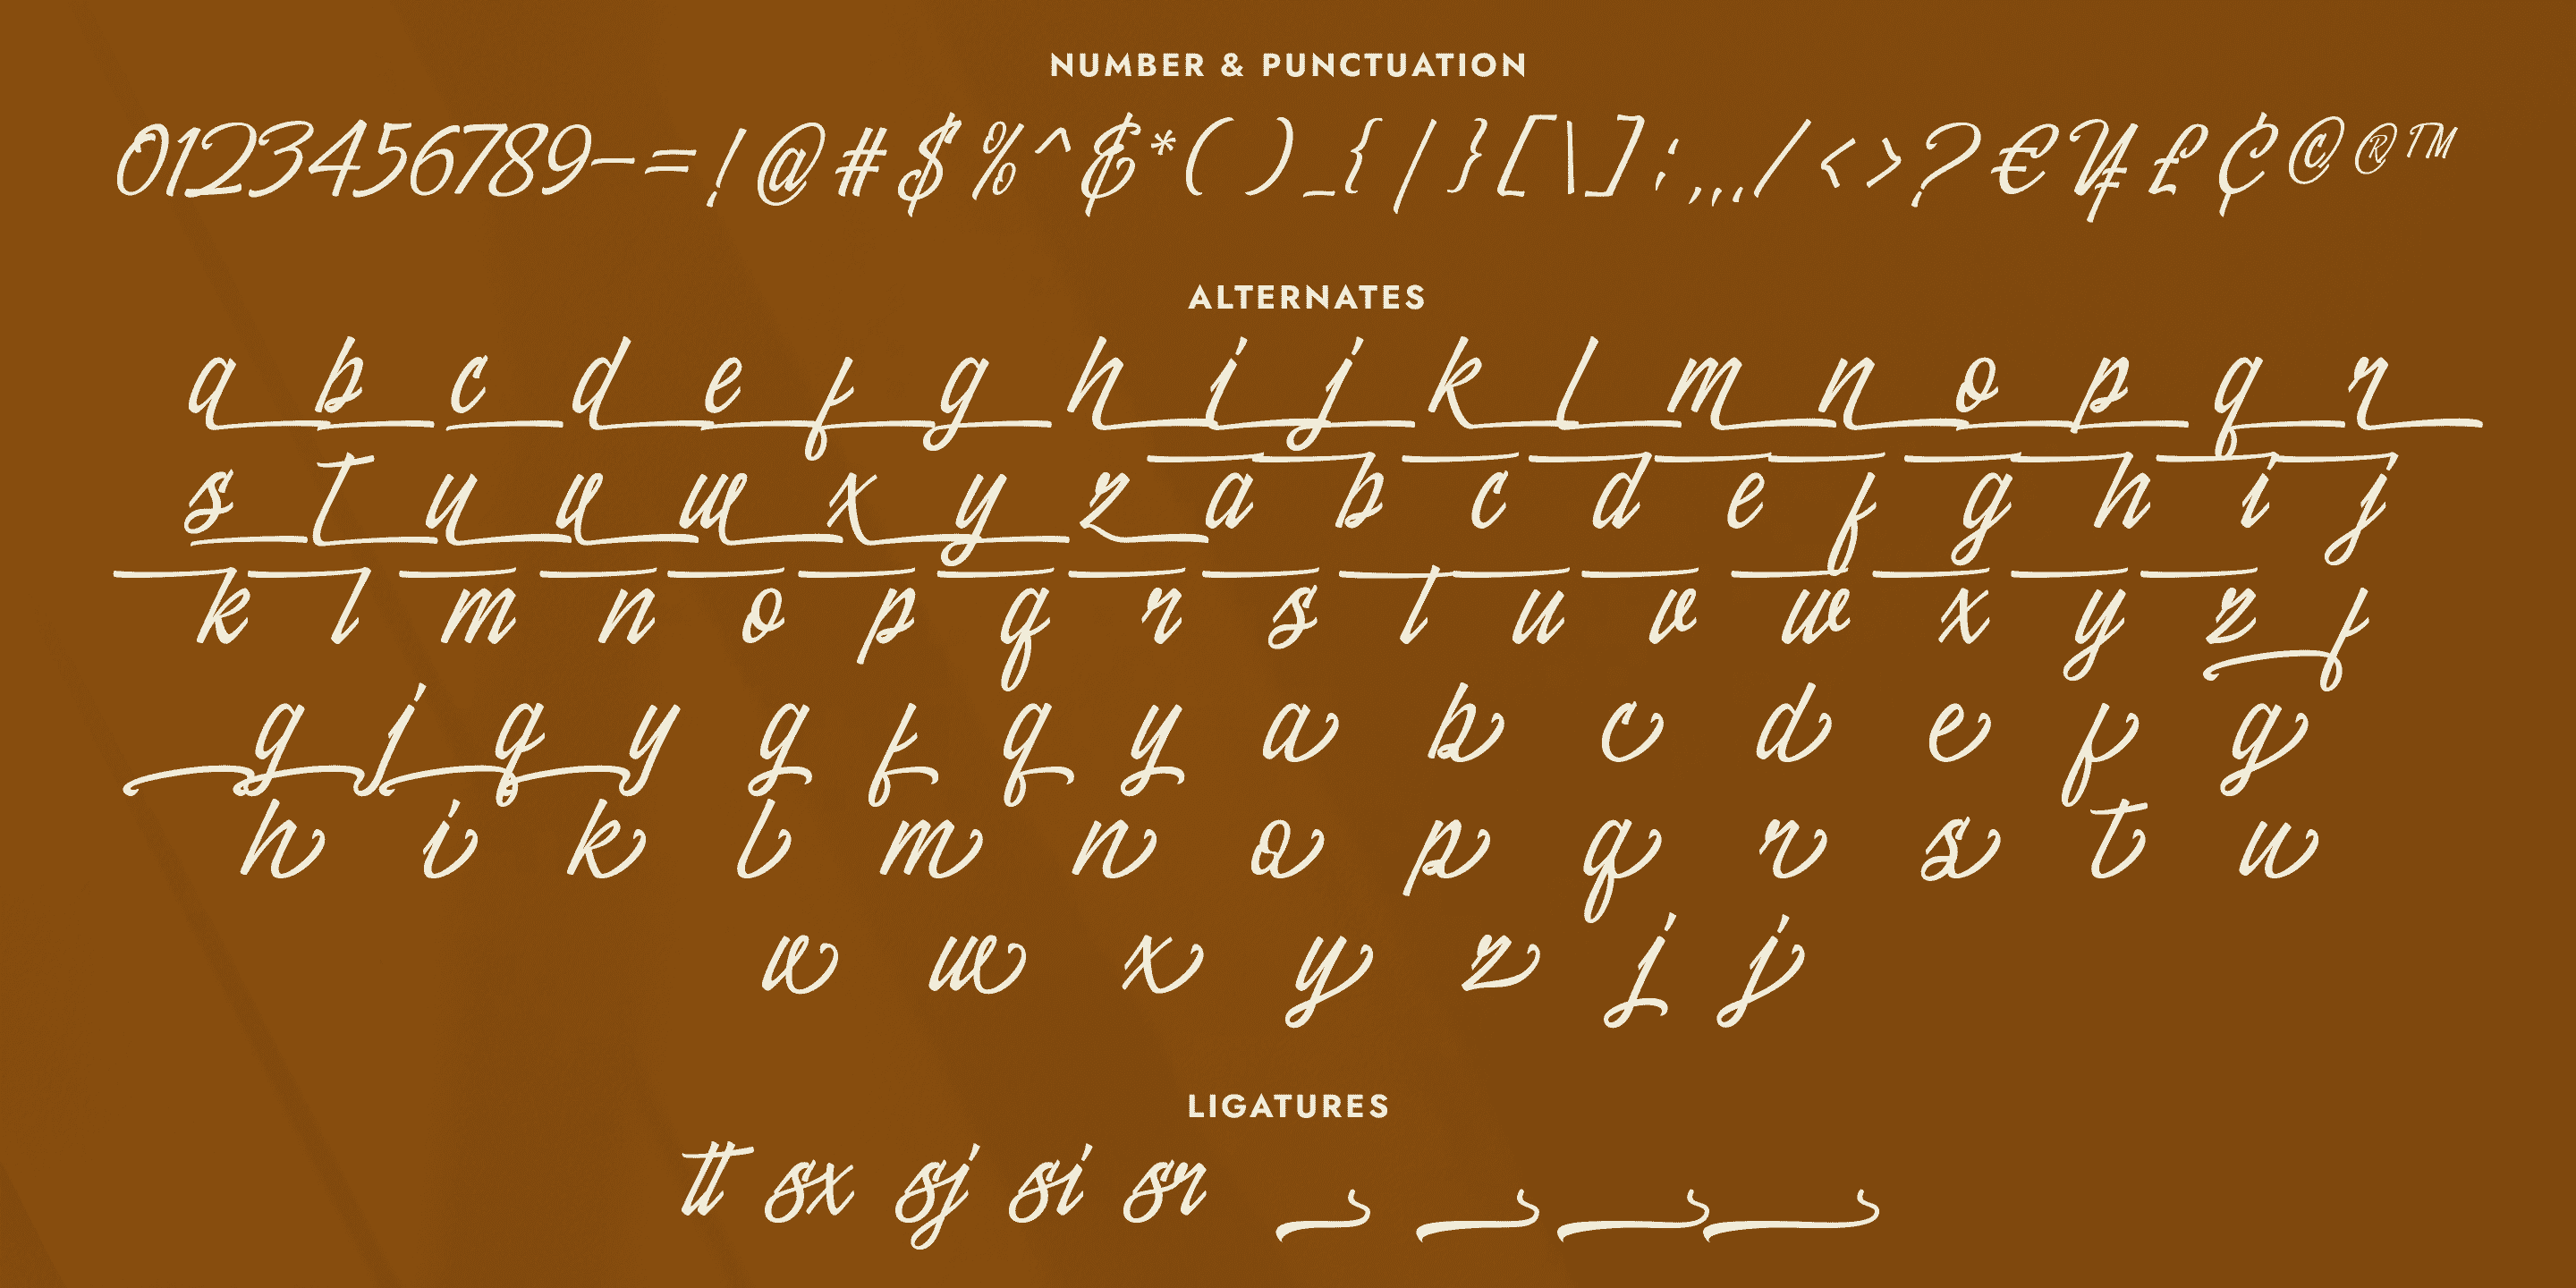 NUMBER & PUNCTUATION
0123456789-=!@#$%^&*()_{|}[\]:,,,./<>?€¥£¢©®™
ALTERNATES
a b c d e f g h i j k l m n o p q r
s t u v w x y z a b c d e f g h i j
k l m n o p q r s t u v w x y z f
g j q y g f q y a b c d e f g
h i k l m n o p q r s t u
v w x y z j j
LIGATURES
tt sx sj si sr